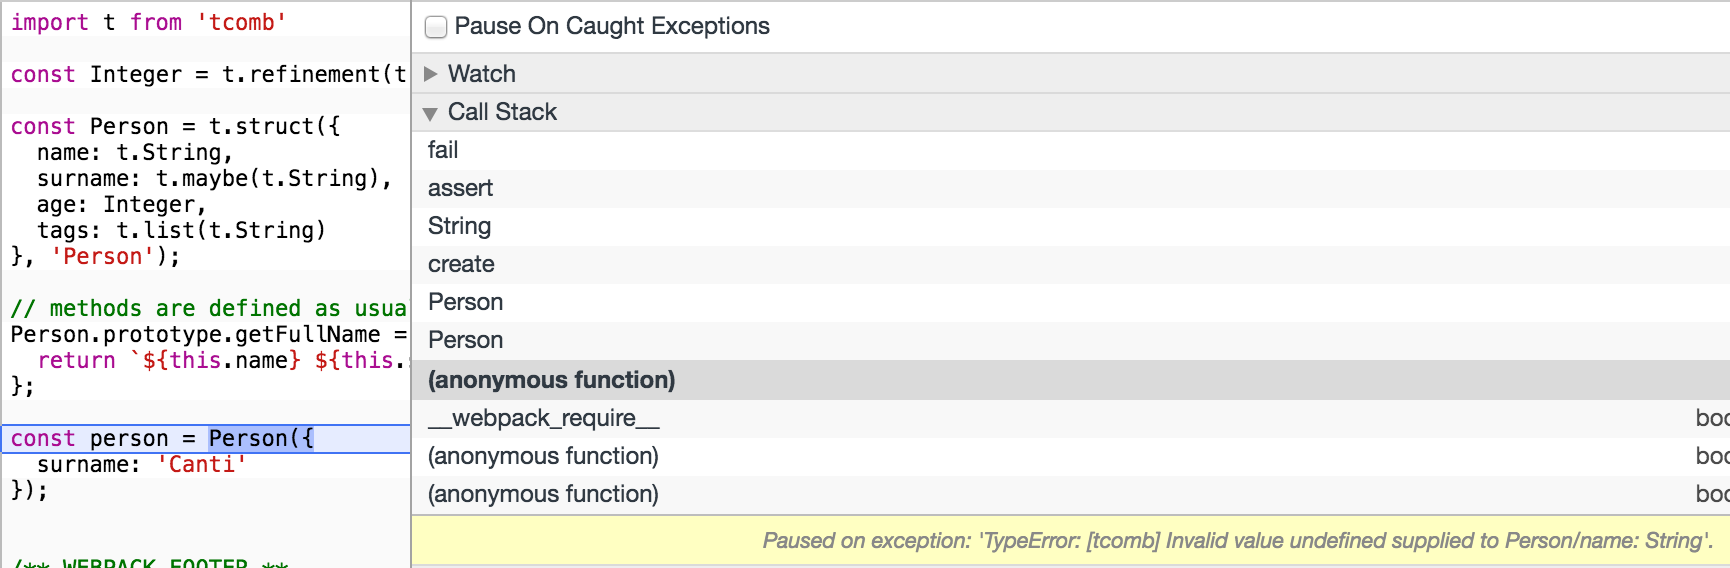 import t from 'tcomb'
const Integer = t.refinement(t
const Person = t.struct({
  name: t.String,
  surname: t.maybe(t.String),
  age: Integer,
  tags: t.list(t.String)
}, 'Person');
// methods are defined as usua
Person.prototype.getFullName =
  return `${this.name} ${this.
};
const person = Person({
  surname: 'Canti'
});
/** WEBPACK FOOTER **
Pause On Caught Exceptions
Watch
Call Stack
fail
assert
String
create
Person
Person
(anonymous function)
__webpack_require__ boo
(anonymous function) boo
(anonymous function) boo
Paused on exception: 'TypeError: [tcomb] Invalid value undefined supplied to Person/name: String'.